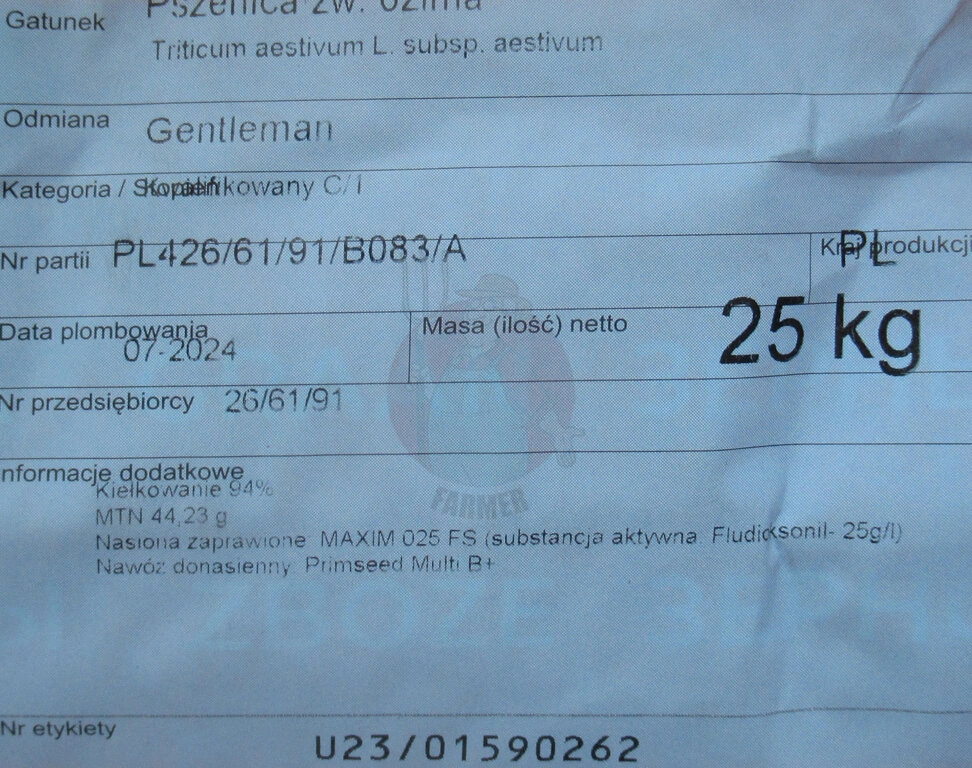 Gatunek Pszenica zw. ozima
Triticum aestivum L. subsp. aestivum
Odmiana Gentleman
Kategoria / Stopień Kwalifikowany C/1
Nr partii PL426/61/91/B083/A Kraj produkcji PL
Data plombowania 07-2024 Masa (ilość) netto 25 kg
Nr przedsiębiorcy 26/61/91
FARMER
Informacje dodatkowe
Kiełkowanie 94%
MTN 44,23 g
Nasiona zaprawione: MAXIM 025 FS (substancja aktywna: Fludioksonil- 25g/l)
Nawóz donasienny: Primseed Multi B+
ZBOŻE
Nr etykiety U23/01590262